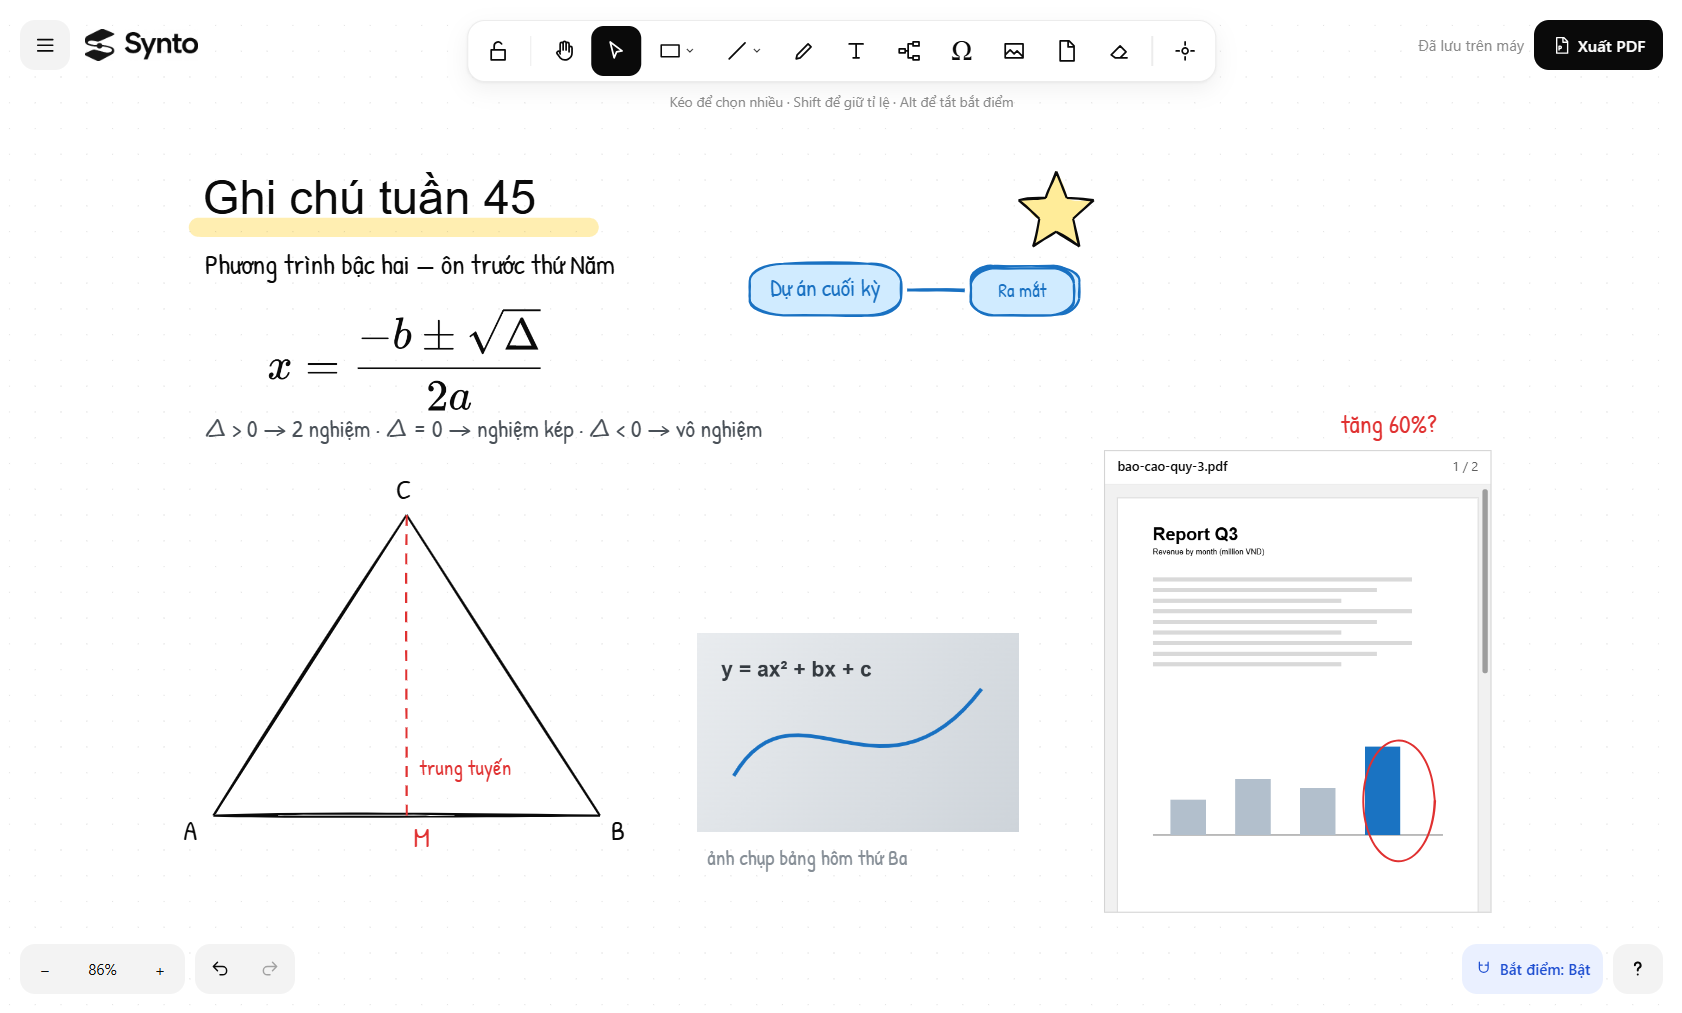 Synto
Đã lưu trên máy
Xuất PDF
Kéo để chọn nhiều · Shift để giữ tỉ lệ · Alt để tắt bắt điểm
Ghi chú tuần 45
Phương trình bậc hai — ôn trước thứ Năm
x = (−b ± √Δ) / 2a
Δ > 0 → 2 nghiệm · Δ = 0 → nghiệm kép · Δ < 0 → vô nghiệm
Dự án cuối kỳ
Ra mắt
C
trung tuyến
A
M
B
y = ax² + bx + c
ảnh chụp bảng hôm thứ Ba
tăng 60%?
bao-cao-quy-3.pdf
1 / 2
Report Q3
Revenue by month (million VND)
− 86% +
Bắt điểm: Bật
?